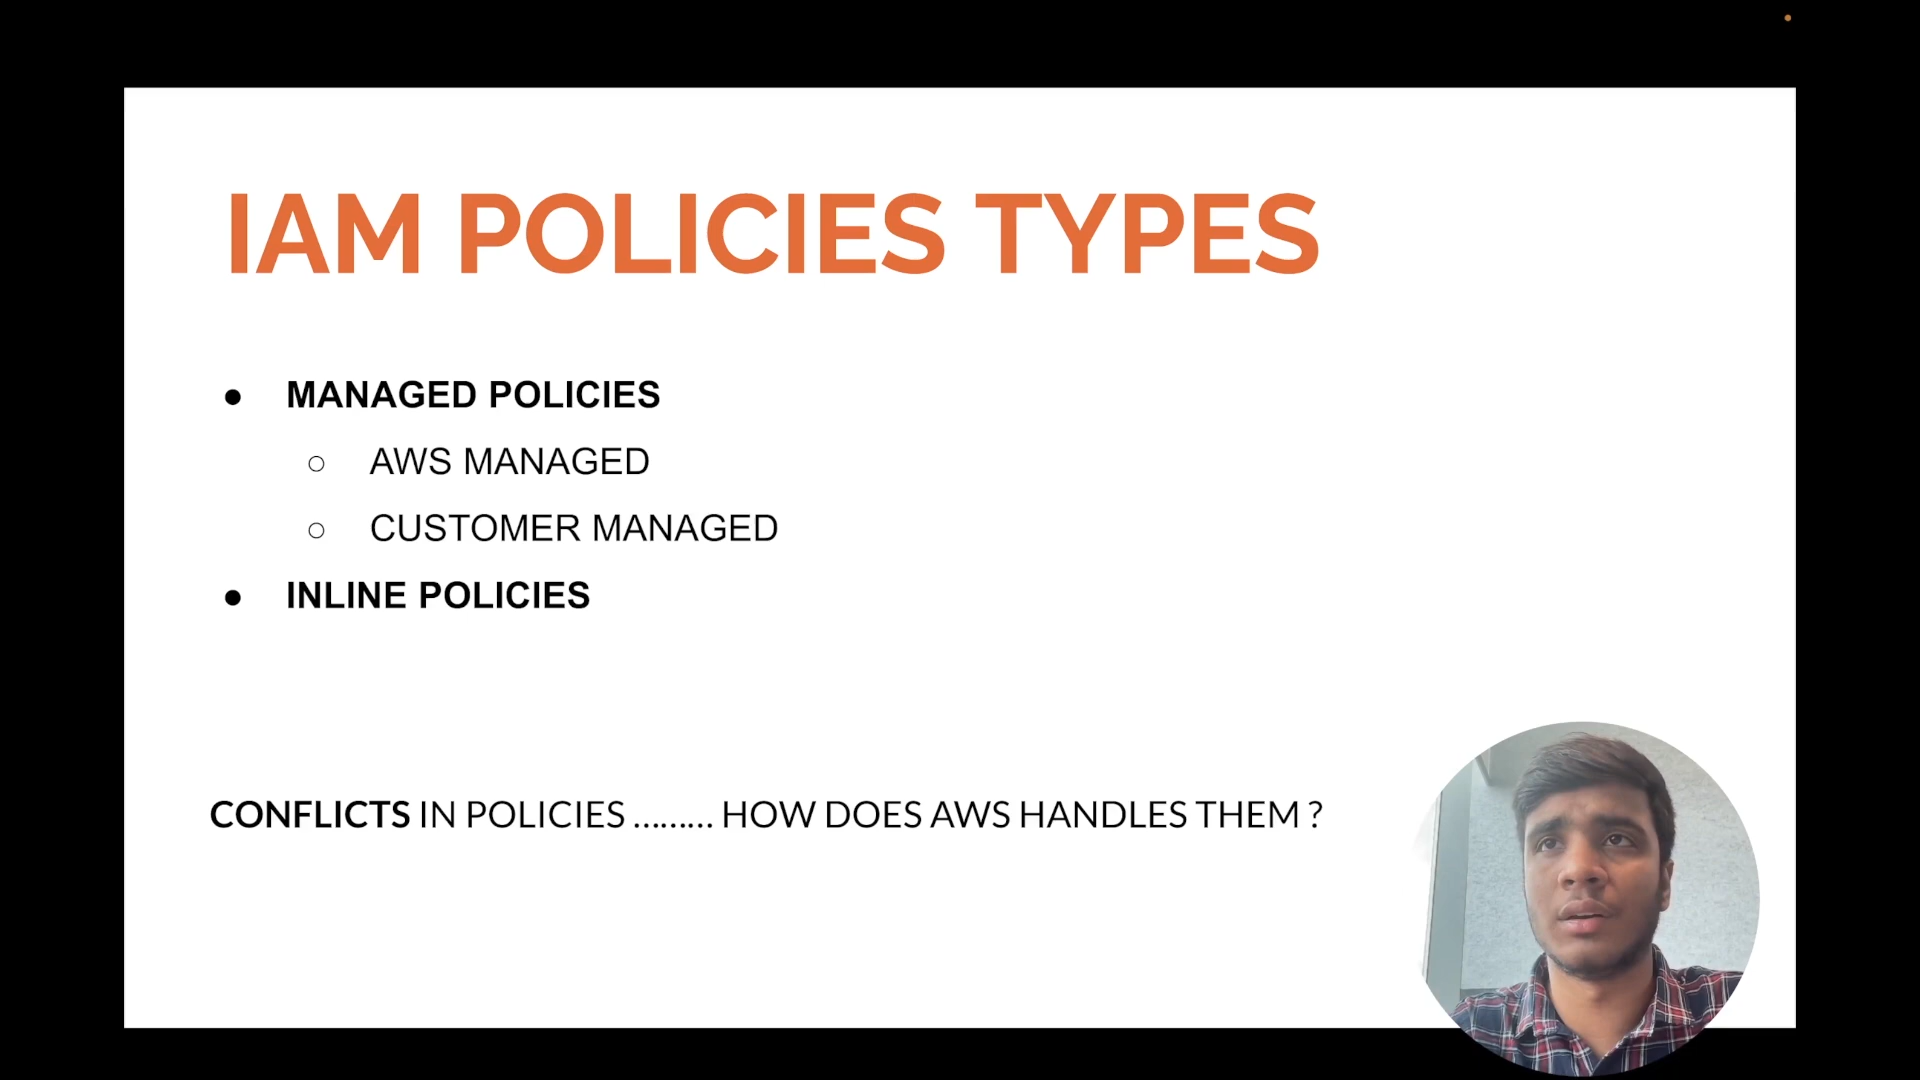 IAM POLICIES TYPES
● MANAGED POLICIES
○ AWS MANAGED
○ CUSTOMER MANAGED
● INLINE POLICIES
CONFLICTS IN POLICIES ......... HOW DOES AWS HANDLES THEM ?